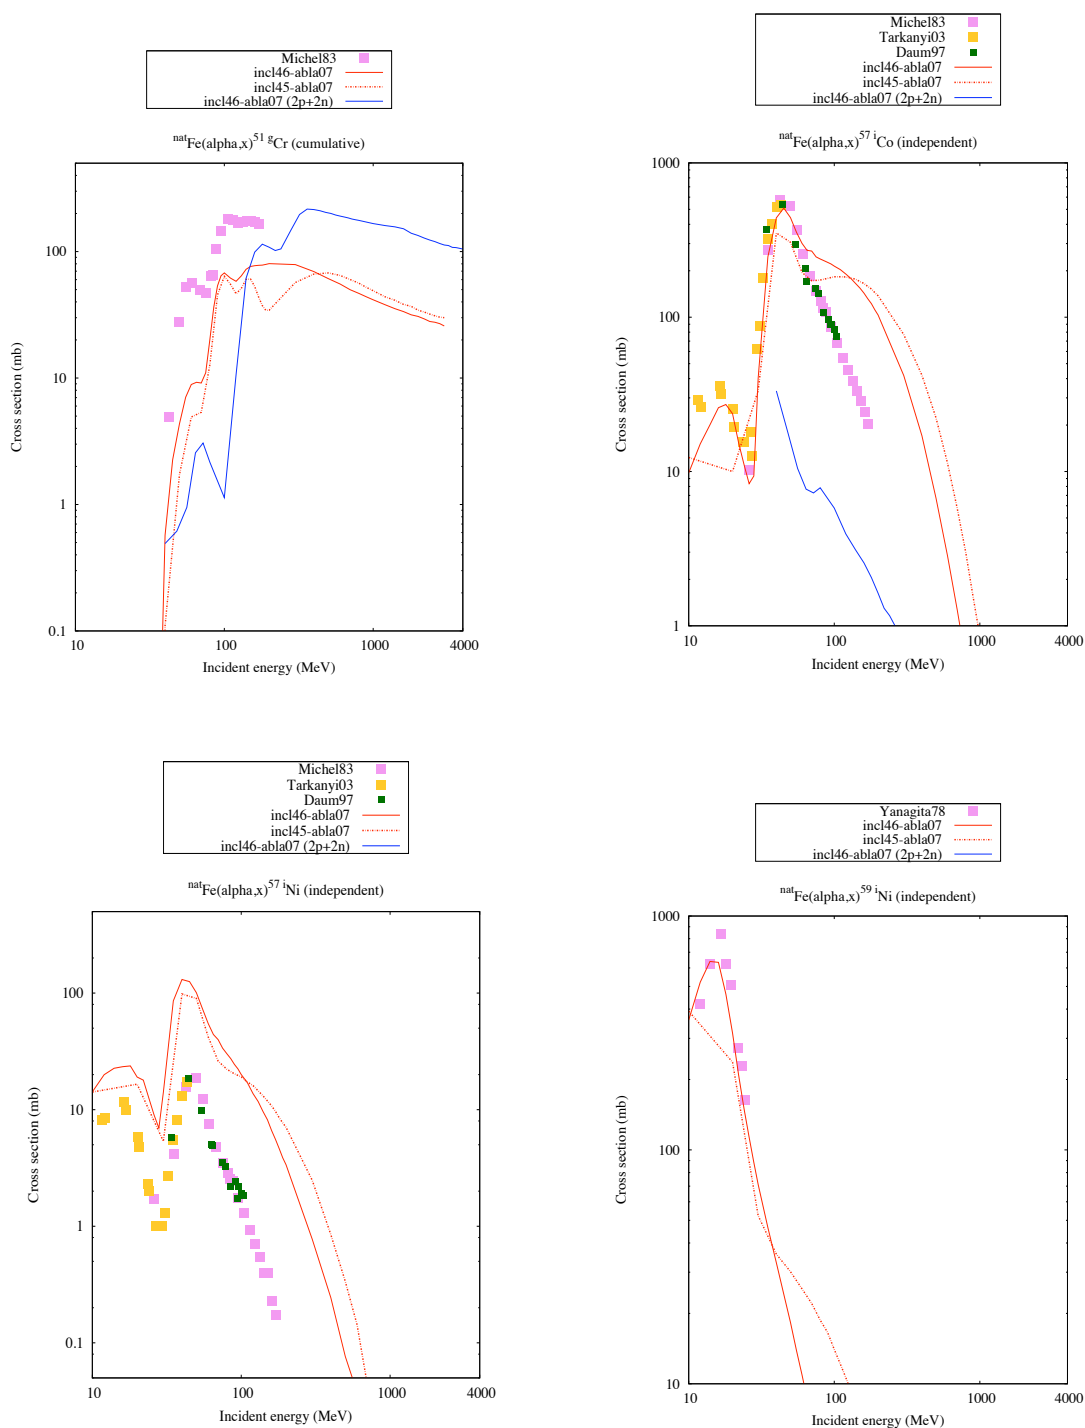 Michel83
incl46-abla07
incl45-abla07
incl46-abla07 (2p+2n)
natFe(alpha,x)51 gCr (cumulative)
100
10
1
0.1
Cross section (mb)
10 100 1000 4000
Incident energy (MeV)
Michel83
Tarkanyi03
Daum97
incl46-abla07
incl45-abla07
incl46-abla07 (2p+2n)
natFe(alpha,x)57 iCo (independent)
1000
100
10
1
Cross section (mb)
10 100 1000 4000
Incident energy (MeV)
Michel83
Tarkanyi03
Daum97
incl46-abla07
incl45-abla07
incl46-abla07 (2p+2n)
natFe(alpha,x)57 iNi (independent)
100
10
1
0.1
Cross section (mb)
10 100 1000 4000
Incident energy (MeV)
Yanagita78
incl46-abla07
incl45-abla07
incl46-abla07 (2p+2n)
natFe(alpha,x)59 iNi (independent)
1000
100
10
Cross section (mb)
10 100 1000 4000
Incident energy (MeV)